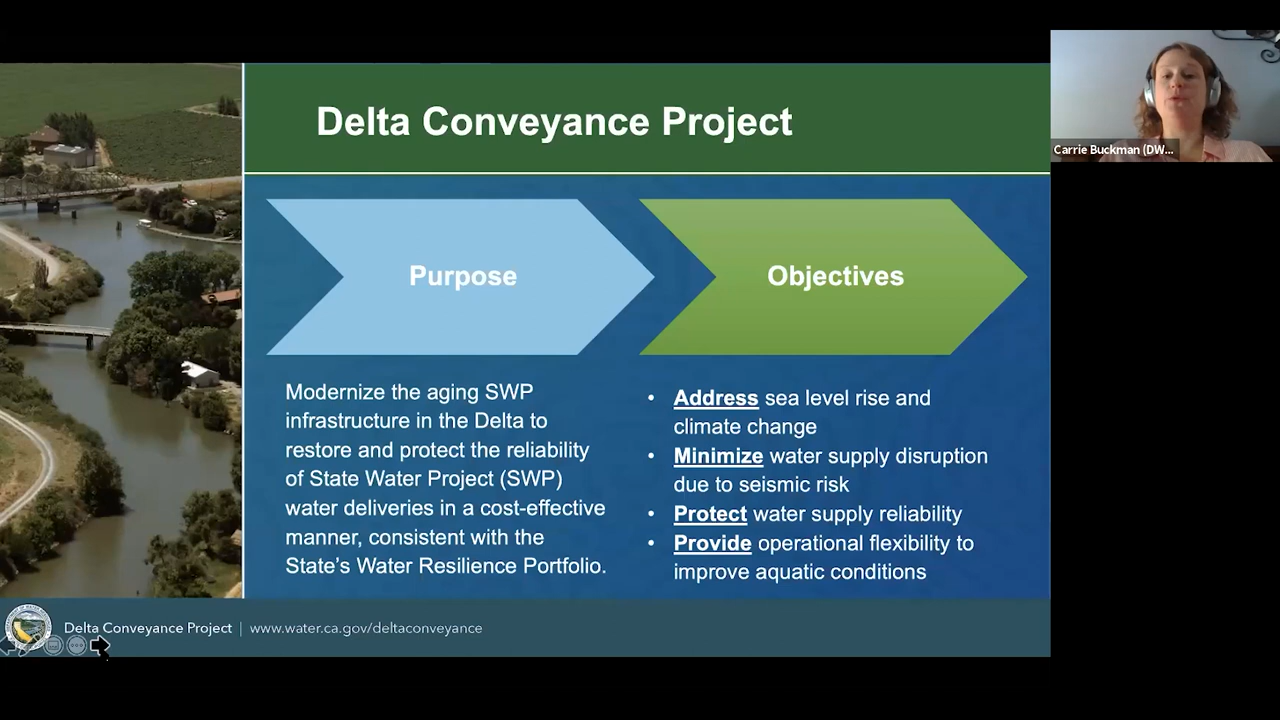 Delta Conveyance Project
Carrie Buckman (DW...
Purpose
Objectives
Modernize the aging SWP
infrastructure in the Delta to
restore and protect the reliability
of State Water Project (SWP)
water deliveries in a cost-effective
manner, consistent with the
State’s Water Resilience Portfolio.
• Address sea level rise and
climate change
• Minimize water supply disruption
due to seismic risk
• Protect water supply reliability
• Provide operational flexibility to
improve aquatic conditions
Delta Conveyance Project | www.water.ca.gov/deltaconveyance